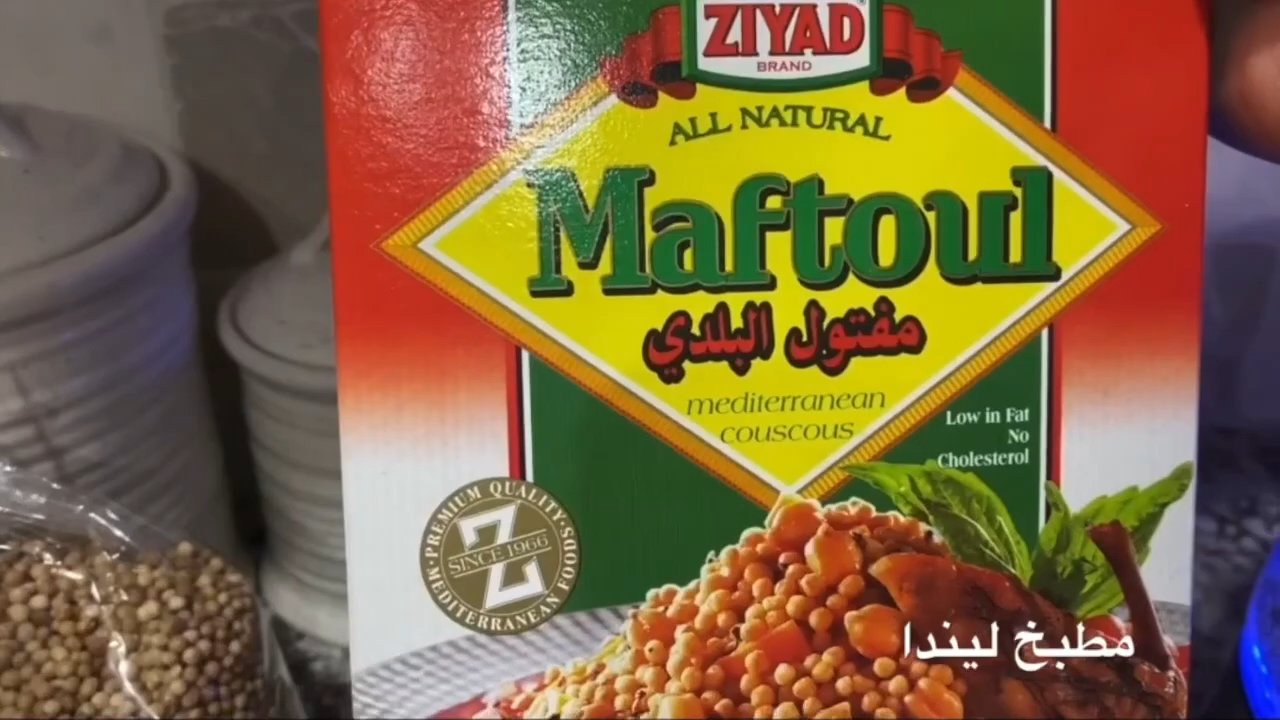 ZIYAD
BRAND
ALL NATURAL
Maftoul
مفتول البلدي
mediterranean
couscous
Low in Fat
No
Cholesterol
PREMIUM QUALITY
Z
SINCE 1966
MEDITERRANEAN FOODS
مطبخ ليندا